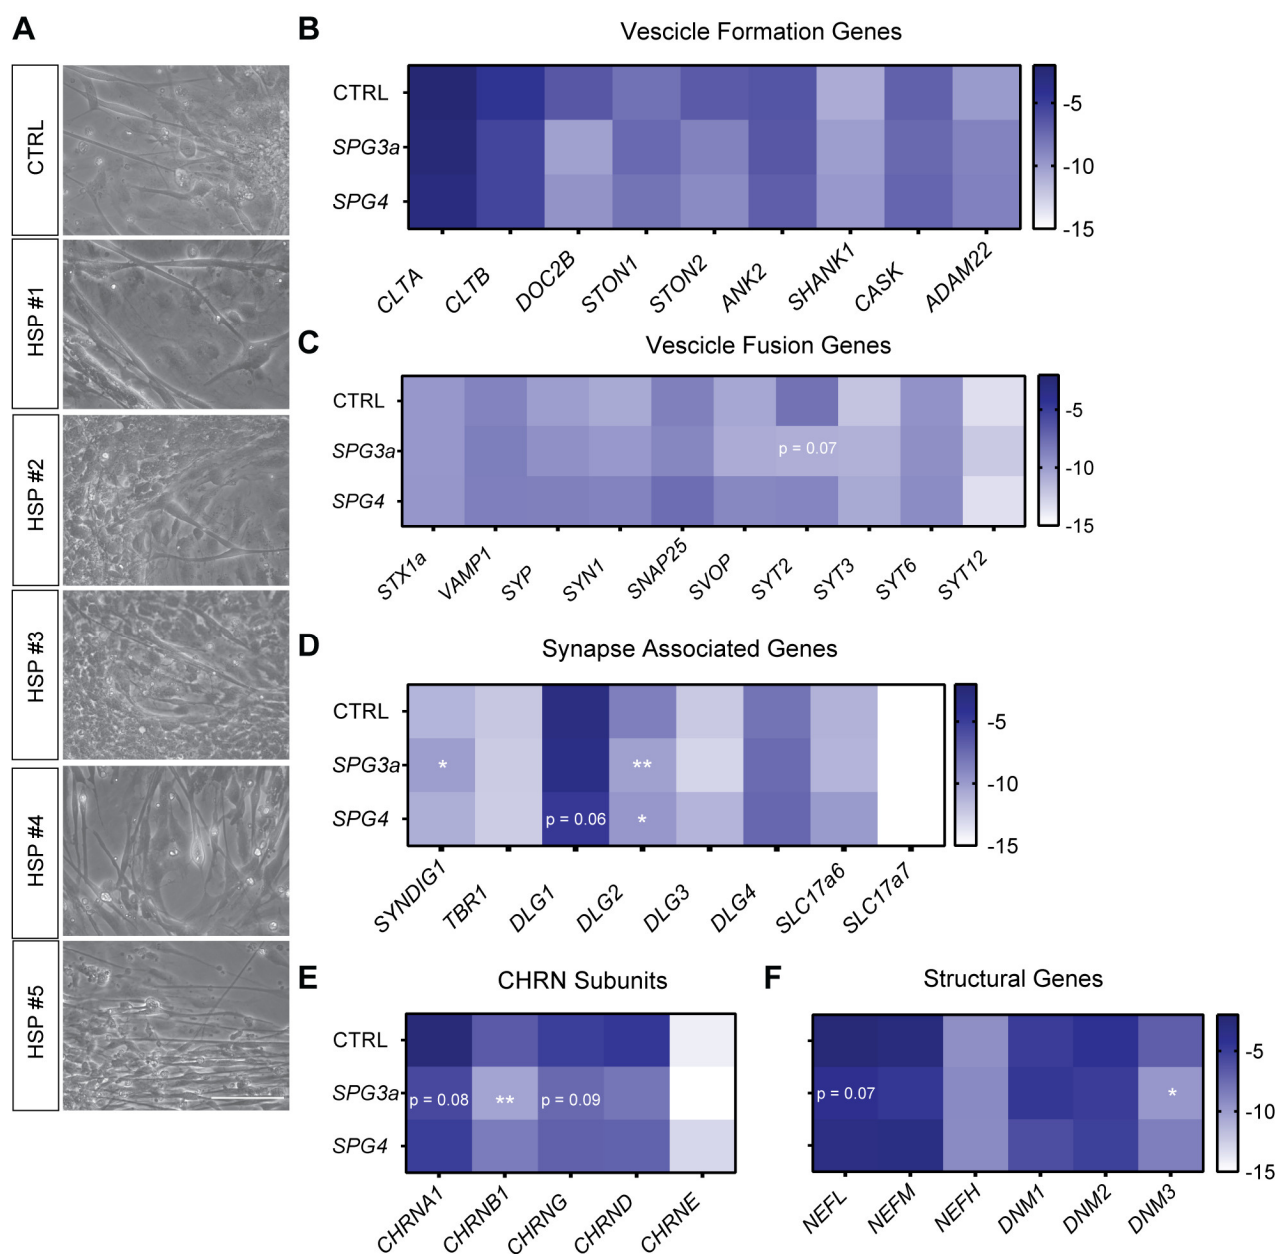 A
CTRL
HSP #1
HSP #2
HSP #3
HSP #4
HSP #5
B
Vescicle Formation Genes
CTRL
SPG3a
SPG4
CLTA CLTB DOC2B STON1 STON2 ANK2 SHANK1 CASK ADAM22
-5
-10
-15
C
Vescicle Fusion Genes
CTRL
SPG3a p = 0.07
SPG4
STX1a VAMP1 SYP SYN1 SNAP25 SVOP SYT2 SYT3 SYT6 SYT12
-5
-10
-15
D
Synapse Associated Genes
CTRL
SPG3a * **
SPG4 p = 0.06 *
SYNDIG1 TBR1 DLG1 DLG2 DLG3 DLG4 SLC17a6 SLC17a7
-5
-10
-15
E
CHRN Subunits
CTRL
SPG3a p = 0.08 ** p = 0.09
SPG4
CHRNA1 CHRNB1 CHRNG CHRND CHRNE
F
Structural Genes
p = 0.07 *
NEFL NEFM NEFH DNM1 DNM2 DNM3
-5
-10
-15